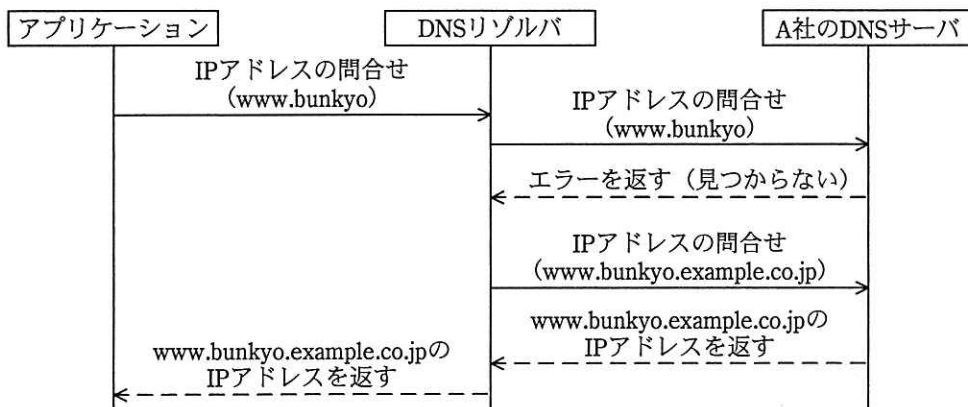 アプリケーション
DNSリゾルバ
A社のDNSサーバ
IPアドレスの問合せ
(www.bunkyo)
IPアドレスの問合せ
(www.bunkyo)
エラーを返す（見つからない）
IPアドレスの問合せ
(www.bunkyo.example.co.jp)
www.bunkyo.example.co.jpの
IPアドレスを返す
www.bunkyo.example.co.jpの
IPアドレスを返す